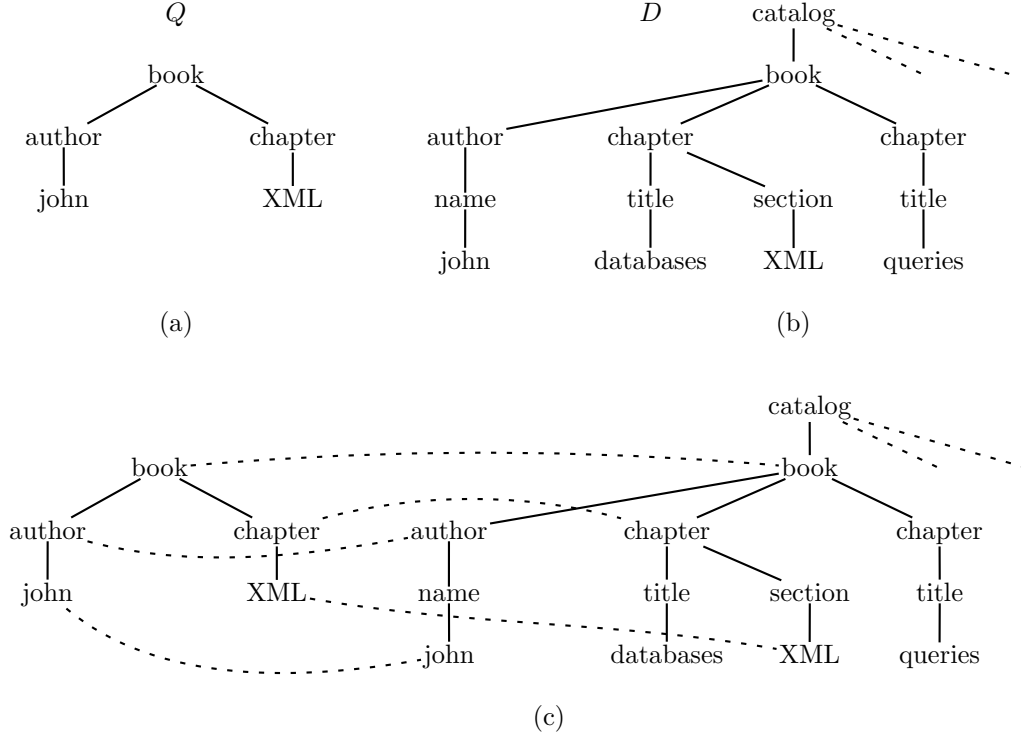 Q D catalog
book book
author chapter author chapter chapter
john XML name title section title
john databases XML queries
(a) (b)
catalog
book book
author chapter author chapter chapter
john XML name title section title
john databases XML queries
(c)